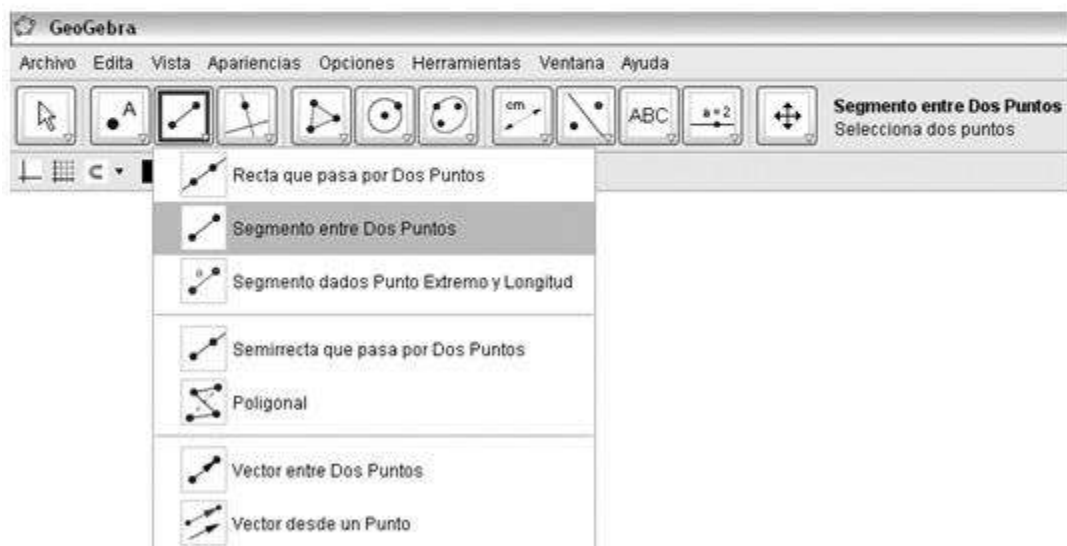 GeoGebra
Archivo Edita Vista Apariencias Opciones Herramientas Ventana Ayuda
A
cm
ABC
a=2
Segmento entre Dos Puntos
Selecciona dos puntos
Recta que pasa por Dos Puntos
Segmento entre Dos Puntos
a
Segmento dados Punto Extremo y Longitud
Semirrecta que pasa por Dos Puntos
Poligonal
Vector entre Dos Puntos
Vector desde un Punto